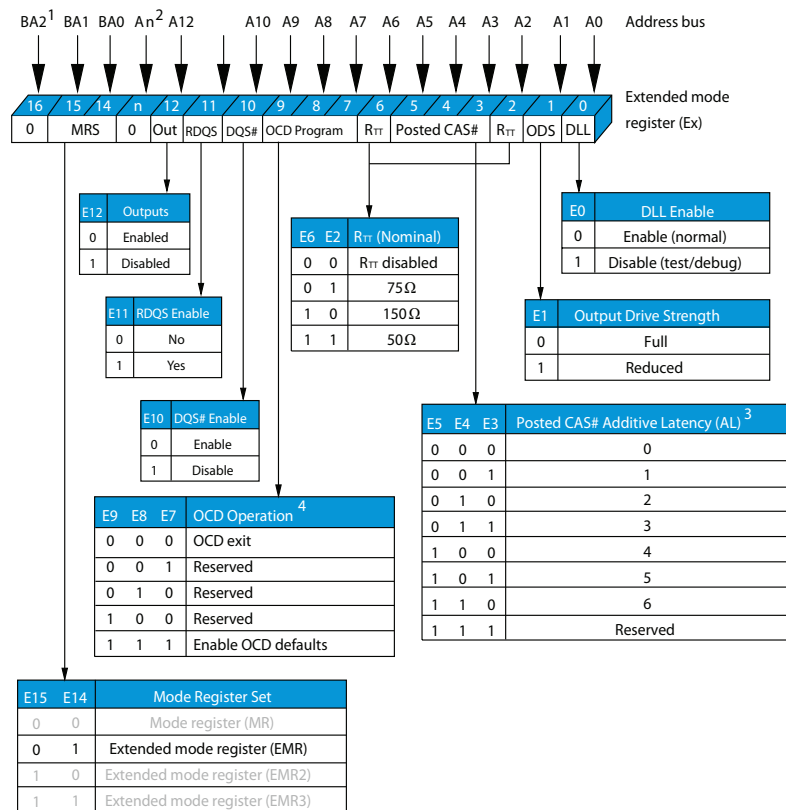 BA2¹ BA1 BA0 An² A12 A10 A9 A8 A7 A6 A5 A4 A3 A2 A1 A0 Address bus
16 15 14 n 12 11 10 9 8 7 6 5 4 3 2 1 0 Extended mode
0 MRS 0 Out RDQS DQS# OCD Program RTT Posted CAS# RTT ODS DLL register (Ex)
E12 Outputs
0 Enabled
1 Disabled
E0 DLL Enable
0 Enable (normal)
1 Disable (test/debug)
E6 E2 RTT (Nominal)
0 0 RTT disabled
0 1 75Ω
1 0 150Ω
1 1 50Ω
E11 RDQS Enable
0 No
1 Yes
E1 Output Drive Strength
0 Full
1 Reduced
E10 DQS# Enable
0 Enable
1 Disable
E5 E4 E3 Posted CAS# Additive Latency (AL) ³
0 0 0 0
0 0 1 1
0 1 0 2
0 1 1 3
1 0 0 4
1 0 1 5
1 1 0 6
1 1 1 Reserved
E9 E8 E7 OCD Operation ⁴
0 0 0 OCD exit
0 0 1 Reserved
0 1 0 Reserved
1 0 0 Reserved
1 1 1 Enable OCD defaults
E15 E14 Mode Register Set
0 0 Mode register (MR)
0 1 Extended mode register (EMR)
1 0 Extended mode register (EMR2)
1 1 Extended mode register (EMR3)